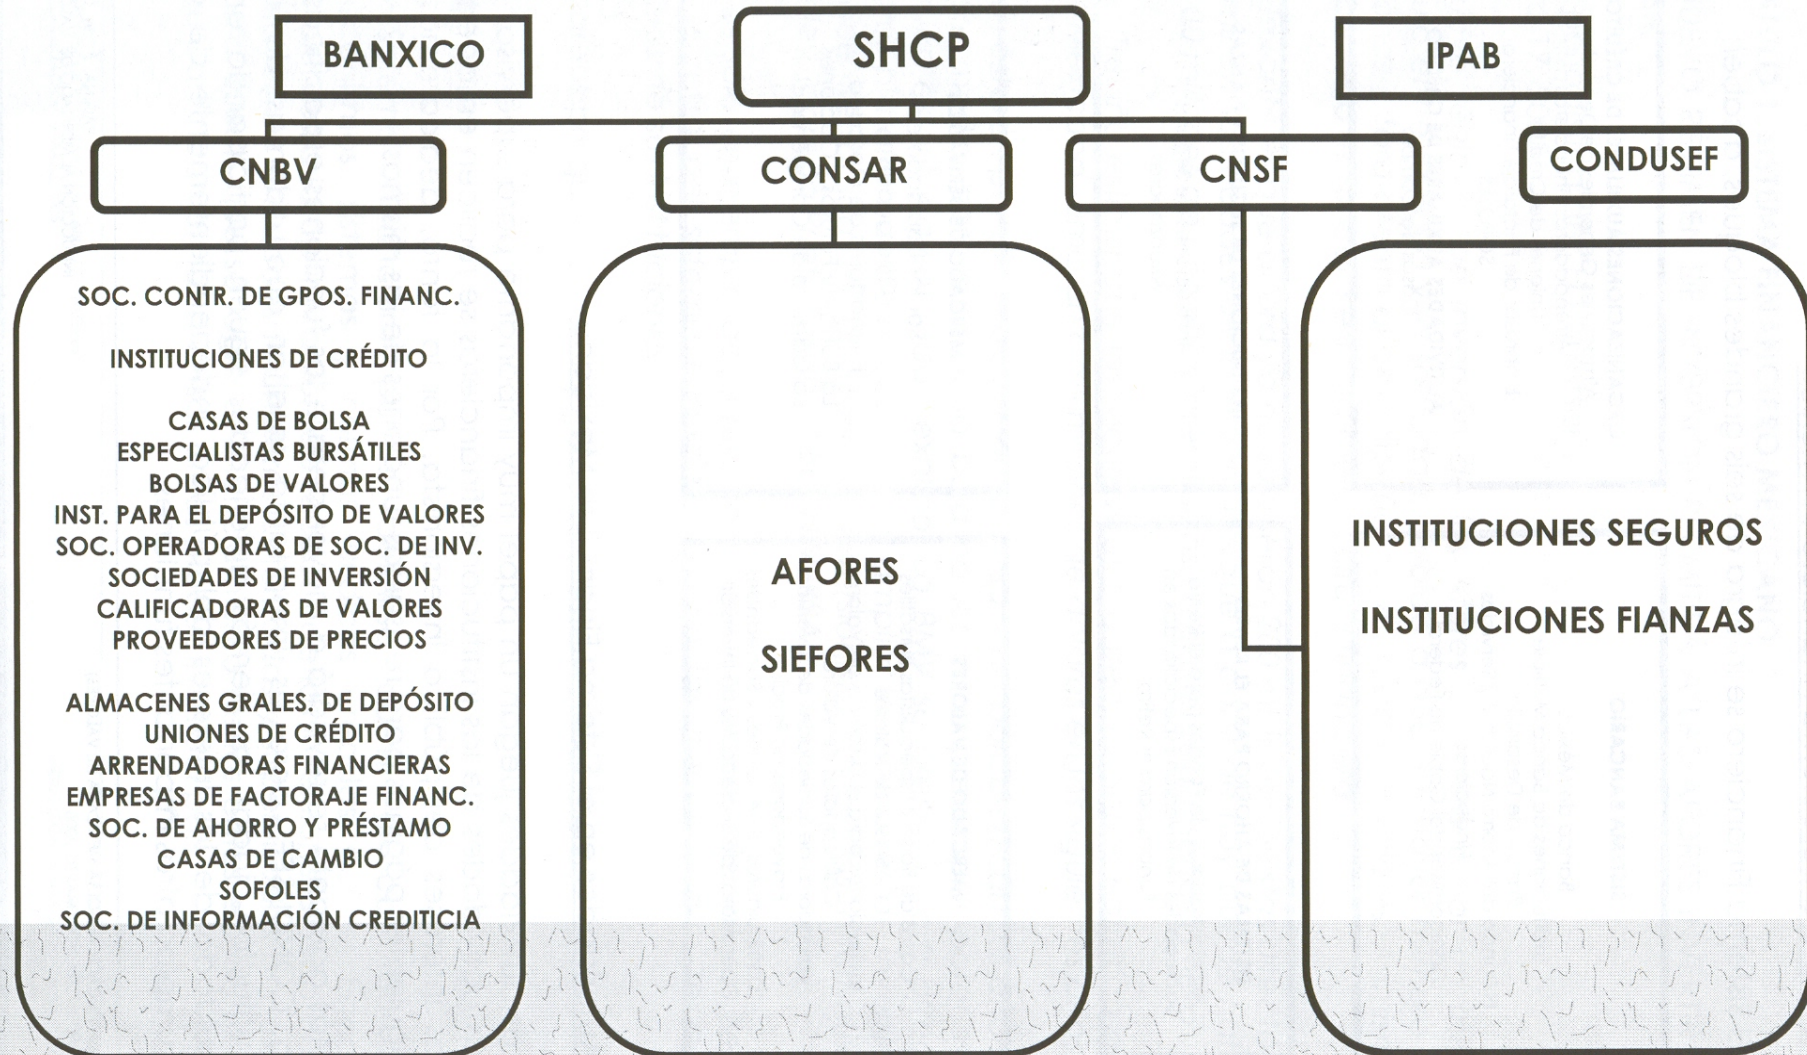 BANXICO
SHCP
IPAB
CNBV
CONSAR
CNSF
CONDUSEF
SOC. CONTR. DE GPOS. FINANC.
INSTITUCIONES DE CRÉDITO
CASAS DE BOLSA
ESPECIALISTAS BURSÁTILES
BOLSAS DE VALORES
INST. PARA EL DEPÓSITO DE VALORES
SOC. OPERADORAS DE SOC. DE INV.
SOCIEDADES DE INVERSIÓN
CALIFICADORAS DE VALORES
PROVEEDORES DE PRECIOS
ALMACENES GRALES. DE DEPÓSITO
UNIONES DE CRÉDITO
ARRENDADORAS FINANCIERAS
EMPRESAS DE FACTORAJE FINANC.
SOC. DE AHORRO Y PRÉSTAMO
CASAS DE CAMBIO
SOFOLES
SOC. DE INFORMACIÓN CREDITICIA
AFORES
SIEFORES
INSTITUCIONES SEGUROS
INSTITUCIONES FIANZAS